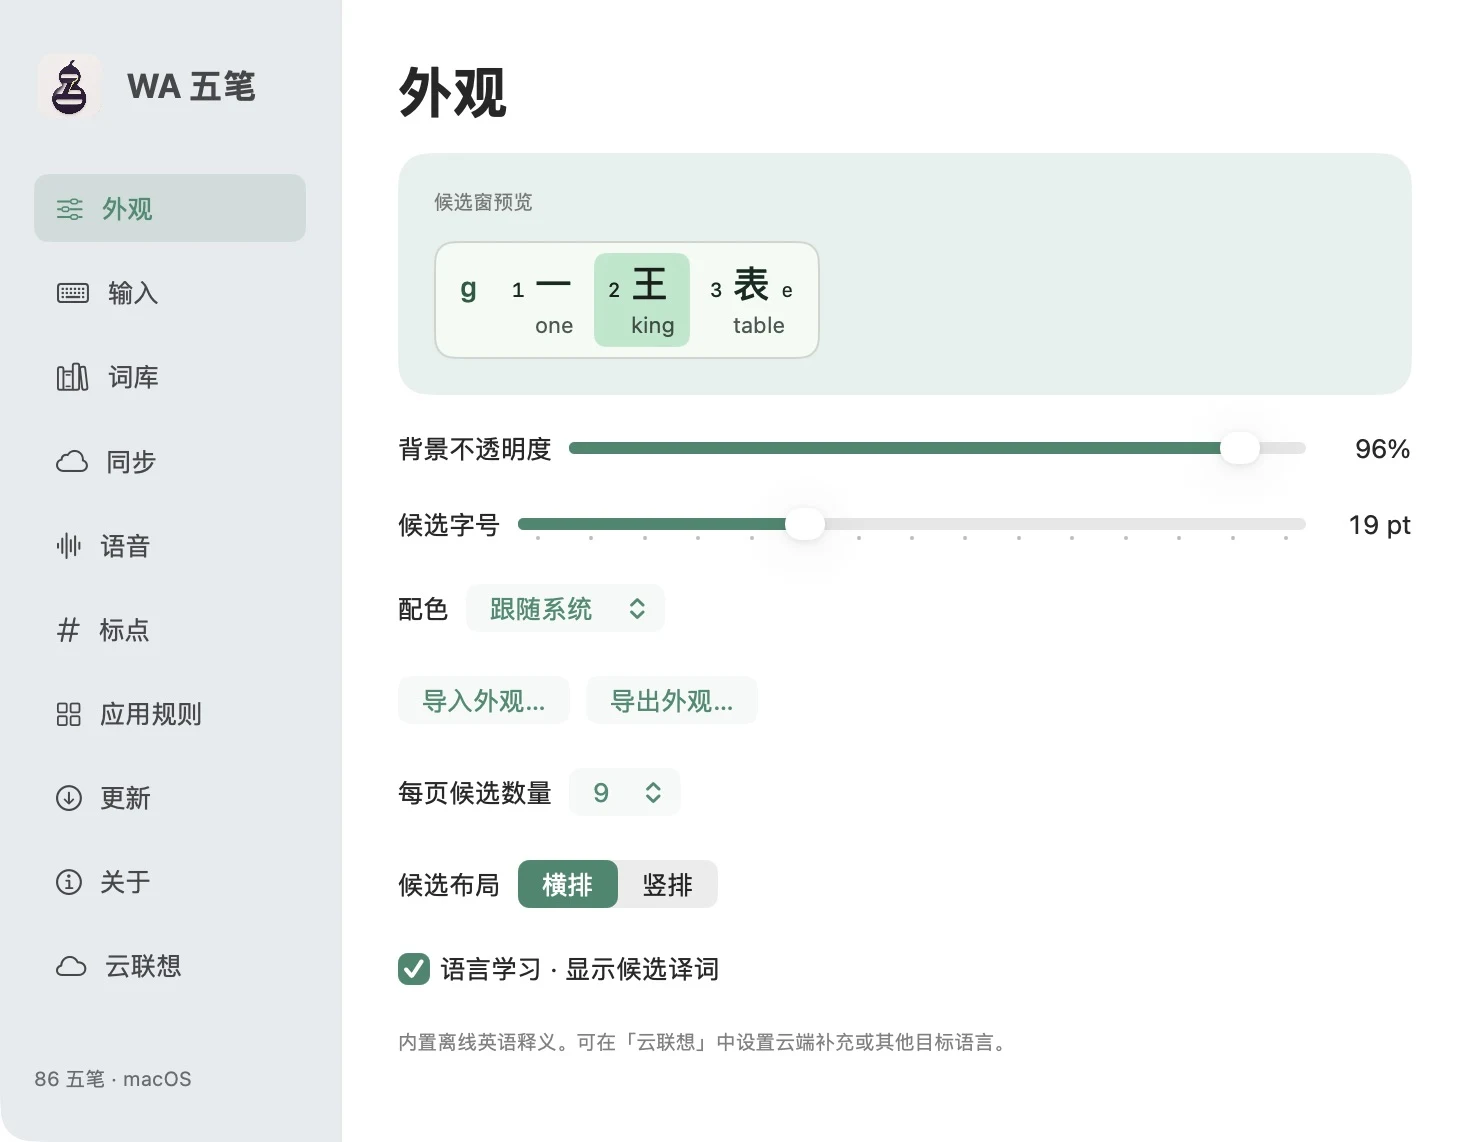 WA 五笔
外观
输入
词库
同步
语音
标点
应用规则
更新
关于
云联想
86 五笔 · macOS
外观
候选窗预览
g 1 一 2 王 3 表 e
one king table
背景不透明度 96%
候选字号 19 pt
配色 跟随系统
导入外观... 导出外观...
每页候选数量 9
候选布局 横排 竖排
语言学习 · 显示候选译词
内置离线英语释义。可在「云联想」中设置云端补充或其他目标语言。